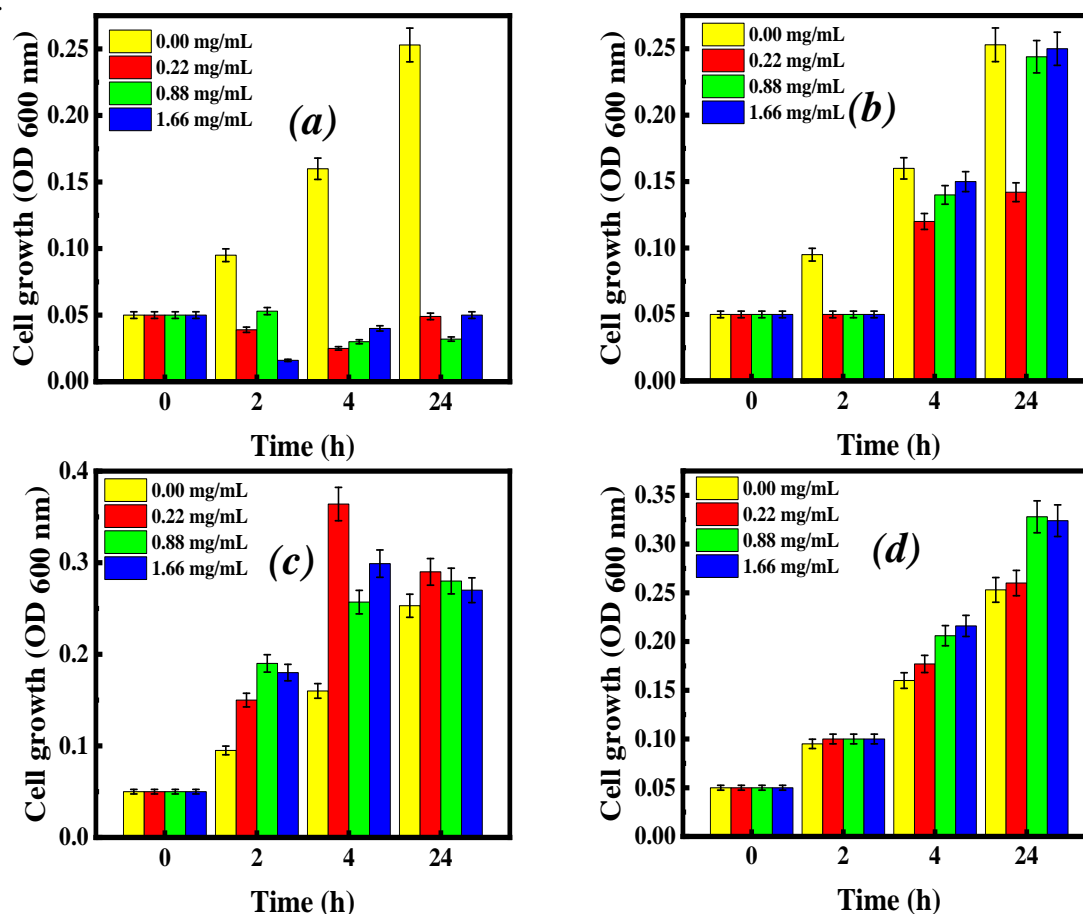 0.00 mg/mL
0.22 mg/mL
0.88 mg/mL
1.66 mg/mL
(a)
Cell growth (OD 600 nm)
0.25
0.20
0.15
0.10
0.05
0.00
0 2 4 24
Time (h)
0.00 mg/mL
0.22 mg/mL
0.88 mg/mL
1.66 mg/mL
(b)
Cell growth (OD 600 nm)
0.25
0.20
0.15
0.10
0.05
0.00
0 2 4 24
Time (h)
0.00 mg/mL
0.22 mg/mL
0.88 mg/mL
1.66 mg/mL
(c)
Cell growth (OD 600 nm)
0.4
0.3
0.2
0.1
0.0
0 2 4 24
Time (h)
0.00 mg/mL
0.22 mg/mL
0.88 mg/mL
1.66 mg/mL
(d)
Cell growth (OD 600 nm)
0.35
0.30
0.25
0.20
0.15
0.10
0.05
0.00
0 2 4 24
Time (h)